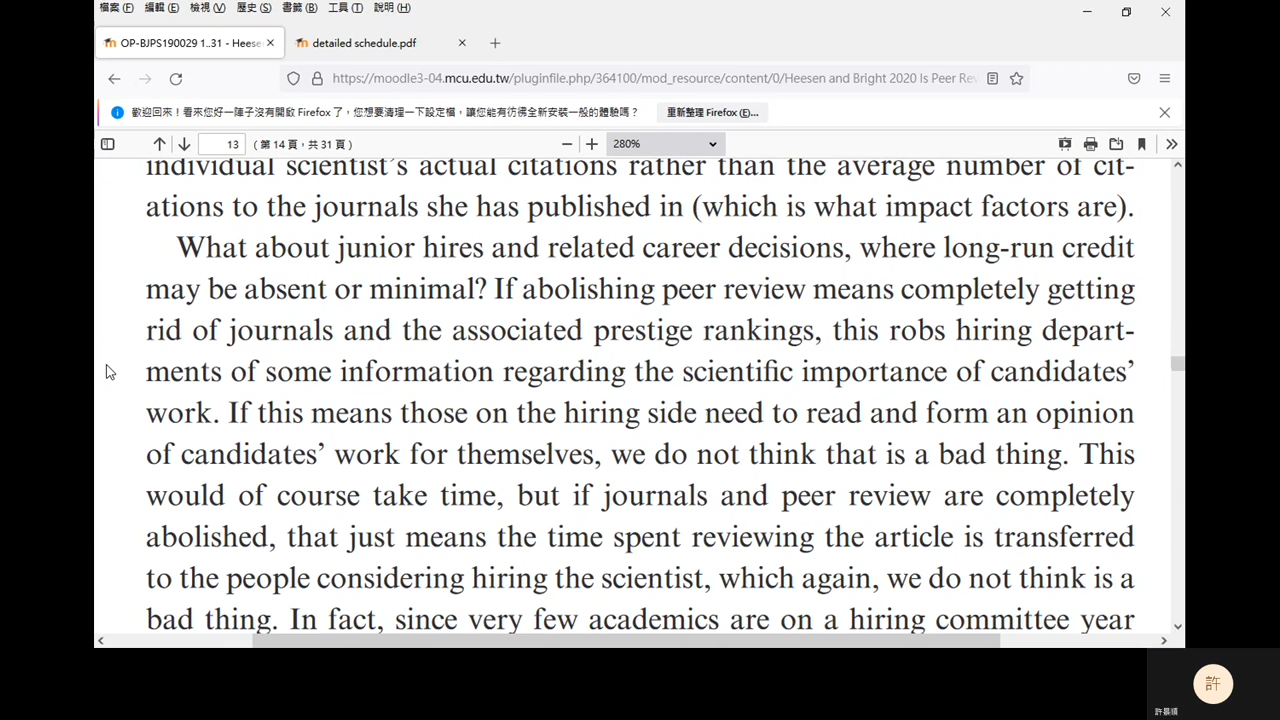 檔案(F) 編輯(E) 檢視(V) 歷史(S) 書籤(B) 工具(T) 說明(H)
OP-BJPS190029 1..31 - Heese
detailed schedule.pdf
https://moodle3-04.mcu.edu.tw/pluginfile.php/364100/mod_resource/content/0/Heesen and Bright 2020 Is Peer Rev
歡迎回來！看來您好一陣子沒有開啟 Firefox 了，您想要清理一下設定檔，讓您能有彷彿全新安裝一般的體驗嗎？ 重新整理 Firefox (E)...
13 (第 14 頁，共 31 頁) 280%
individual scientist's actual citations rather than the average number of cit-
ations to the journals she has published in (which is what impact factors are).
What about junior hires and related career decisions, where long-run credit
may be absent or minimal? If abolishing peer review means completely getting
rid of journals and the associated prestige rankings, this robs hiring depart-
ments of some information regarding the scientific importance of candidates'
work. If this means those on the hiring side need to read and form an opinion
of candidates' work for themselves, we do not think that is a bad thing. This
would of course take time, but if journals and peer review are completely
abolished, that just means the time spent reviewing the article is transferred
to the people considering hiring the scientist, which again, we do not think is a
bad thing. In fact, since very few academics are on a hiring committee year
許